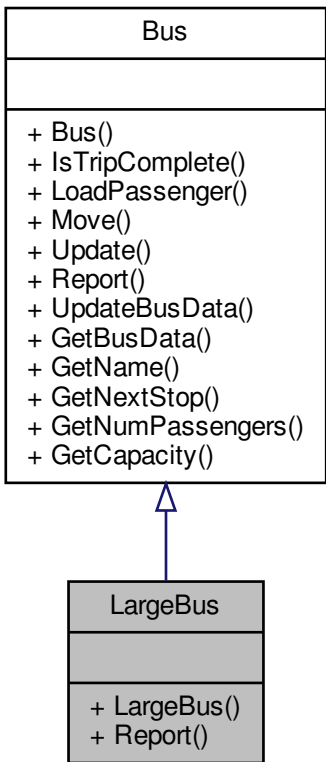 Bus
+ Bus()
+ IsTripComplete()
+ LoadPassenger()
+ Move()
+ Update()
+ Report()
+ UpdateBusData()
+ GetBusData()
+ GetName()
+ GetNextStop()
+ GetNumPassengers()
+ GetCapacity()
LargeBus
+ LargeBus()
+ Report()